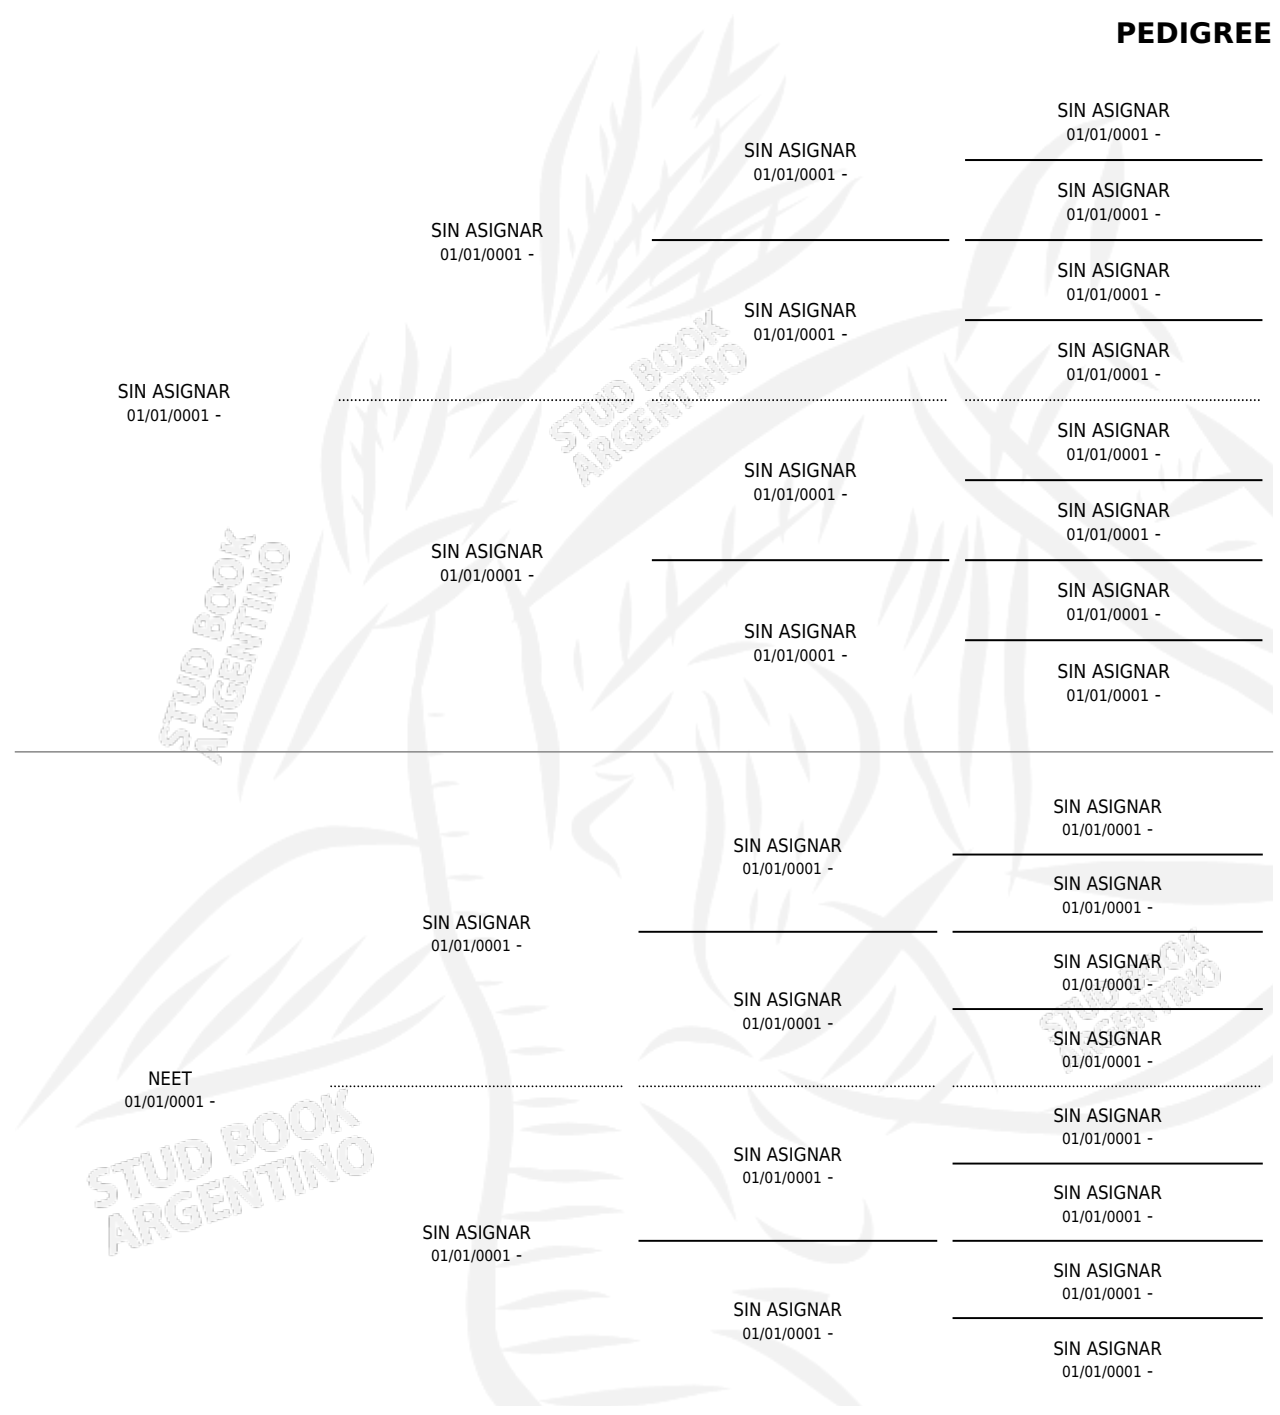 PEDIGREE
SIN ASIGNAR
01/01/0001 -
SIN ASIGNAR
01/01/0001 -
SIN ASIGNAR
01/01/0001 -
SIN ASIGNAR
01/01/0001 -
SIN ASIGNAR
01/01/0001 -
SIN ASIGNAR
01/01/0001 -
SIN ASIGNAR
01/01/0001 -
SIN ASIGNAR
01/01/0001 -
STUD BOOK
ARGENTINO
SIN ASIGNAR
01/01/0001 -
SIN ASIGNAR
01/01/0001 -
SIN ASIGNAR
01/01/0001 -
SIN ASIGNAR
01/01/0001 -
STUD BOOK
ARGENTINO
SIN ASIGNAR
01/01/0001 -
SIN ASIGNAR
01/01/0001 -
SIN ASIGNAR
01/01/0001 -
SIN ASIGNAR
01/01/0001 -
SIN ASIGNAR
01/01/0001 -
SIN ASIGNAR
01/01/0001 -
SIN ASIGNAR
01/01/0001 -
SIN ASIGNAR
01/01/0001 -
SIN ASIGNAR
01/01/0001 -
SIN ASIGNAR
01/01/0001 -
STUD BOOK
ARGENTINO
SIN ASIGNAR
01/01/0001 -
SIN ASIGNAR
01/01/0001 -
NEET
01/01/0001 -
STUD BOOK
ARGENTINO
SIN ASIGNAR
01/01/0001 -
SIN ASIGNAR
01/01/0001 -
SIN ASIGNAR
01/01/0001 -
SIN ASIGNAR
01/01/0001 -
SIN ASIGNAR
01/01/0001 -
SIN ASIGNAR
01/01/0001 -
SIN ASIGNAR
01/01/0001 -